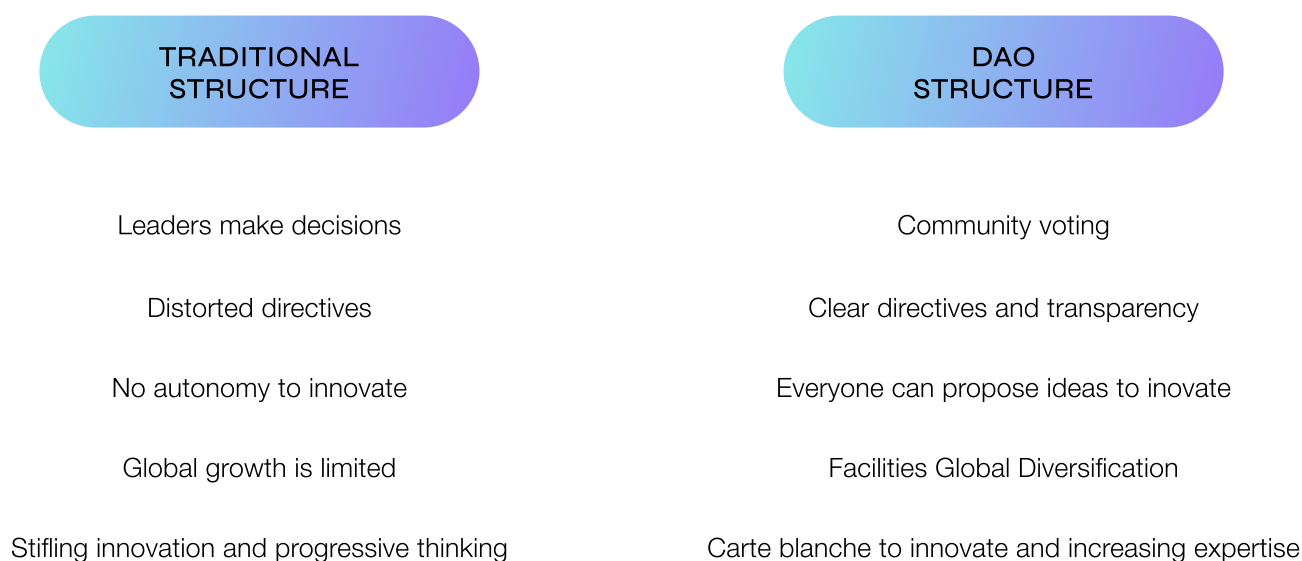 TRADITIONAL
STRUCTURE
DAO
STRUCTURE
Leaders make decisions
Community voting
Distorted directives
Clear directives and transparency
No autonomy to innovate
Everyone can propose ideas to inovate
Global growth is limited
Facilities Global Diversification
Stifling innovation and progressive thinking
Carte blanche to innovate and increasing expertise